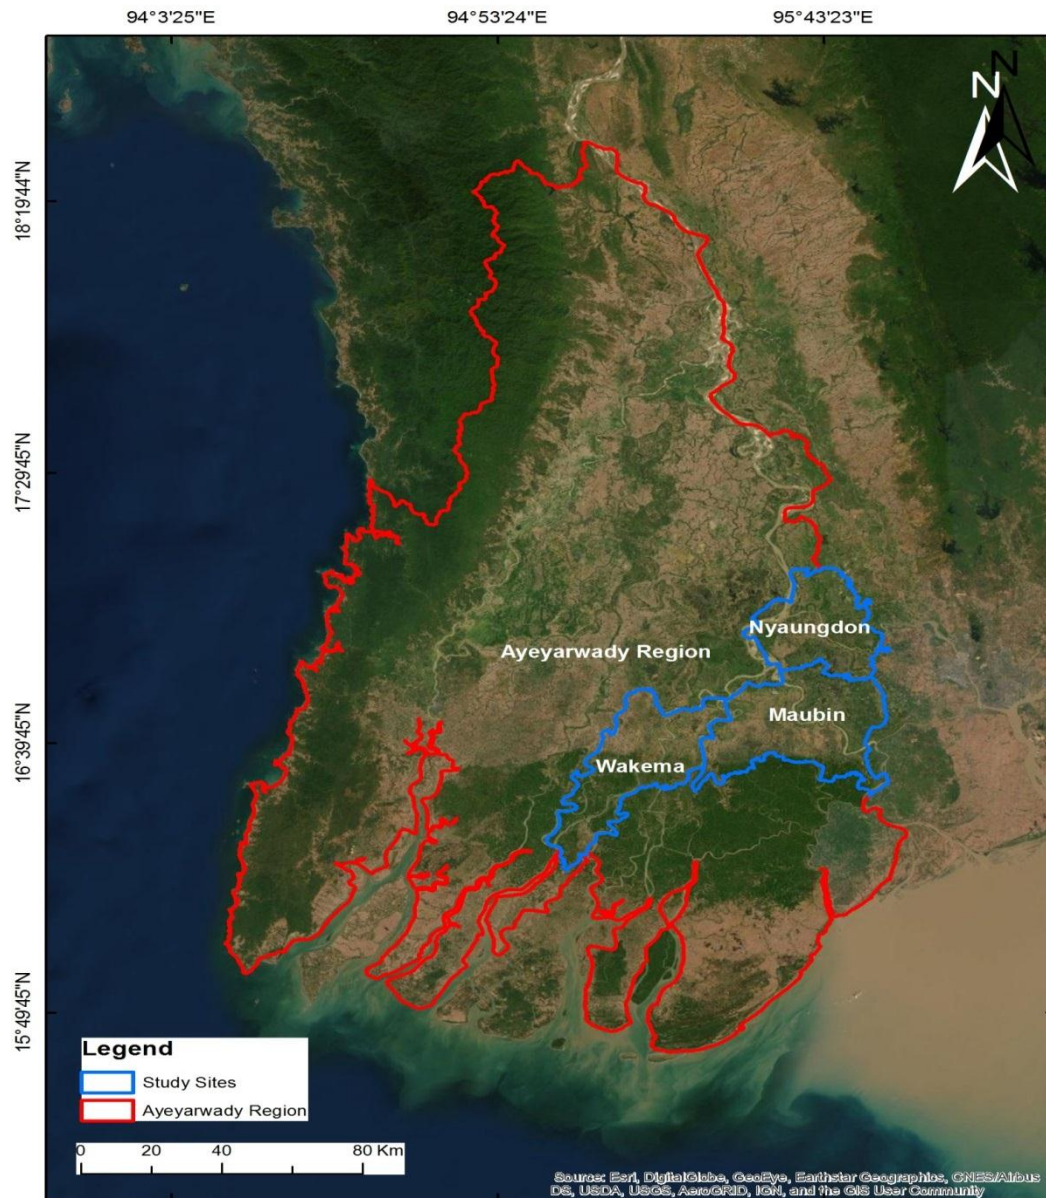 94°3'25"E 94°53'24"E 95°43'23"E
N
N
18°19'44"N
17°29'45"N
16°39'45"N
15°49'45"N
Nyaungdon
Ayeyarwady Region
Maubin
Wakema
Legend
Study Sites
Ayeyarwady Region
0 20 40 80 Km
Source: Esri, DigitalGlobe, GeoEye, Earthstar Geographics, CNES/Airbus
DS, USDA, USGS, AeroGRID, IGN, and the GIS User Community